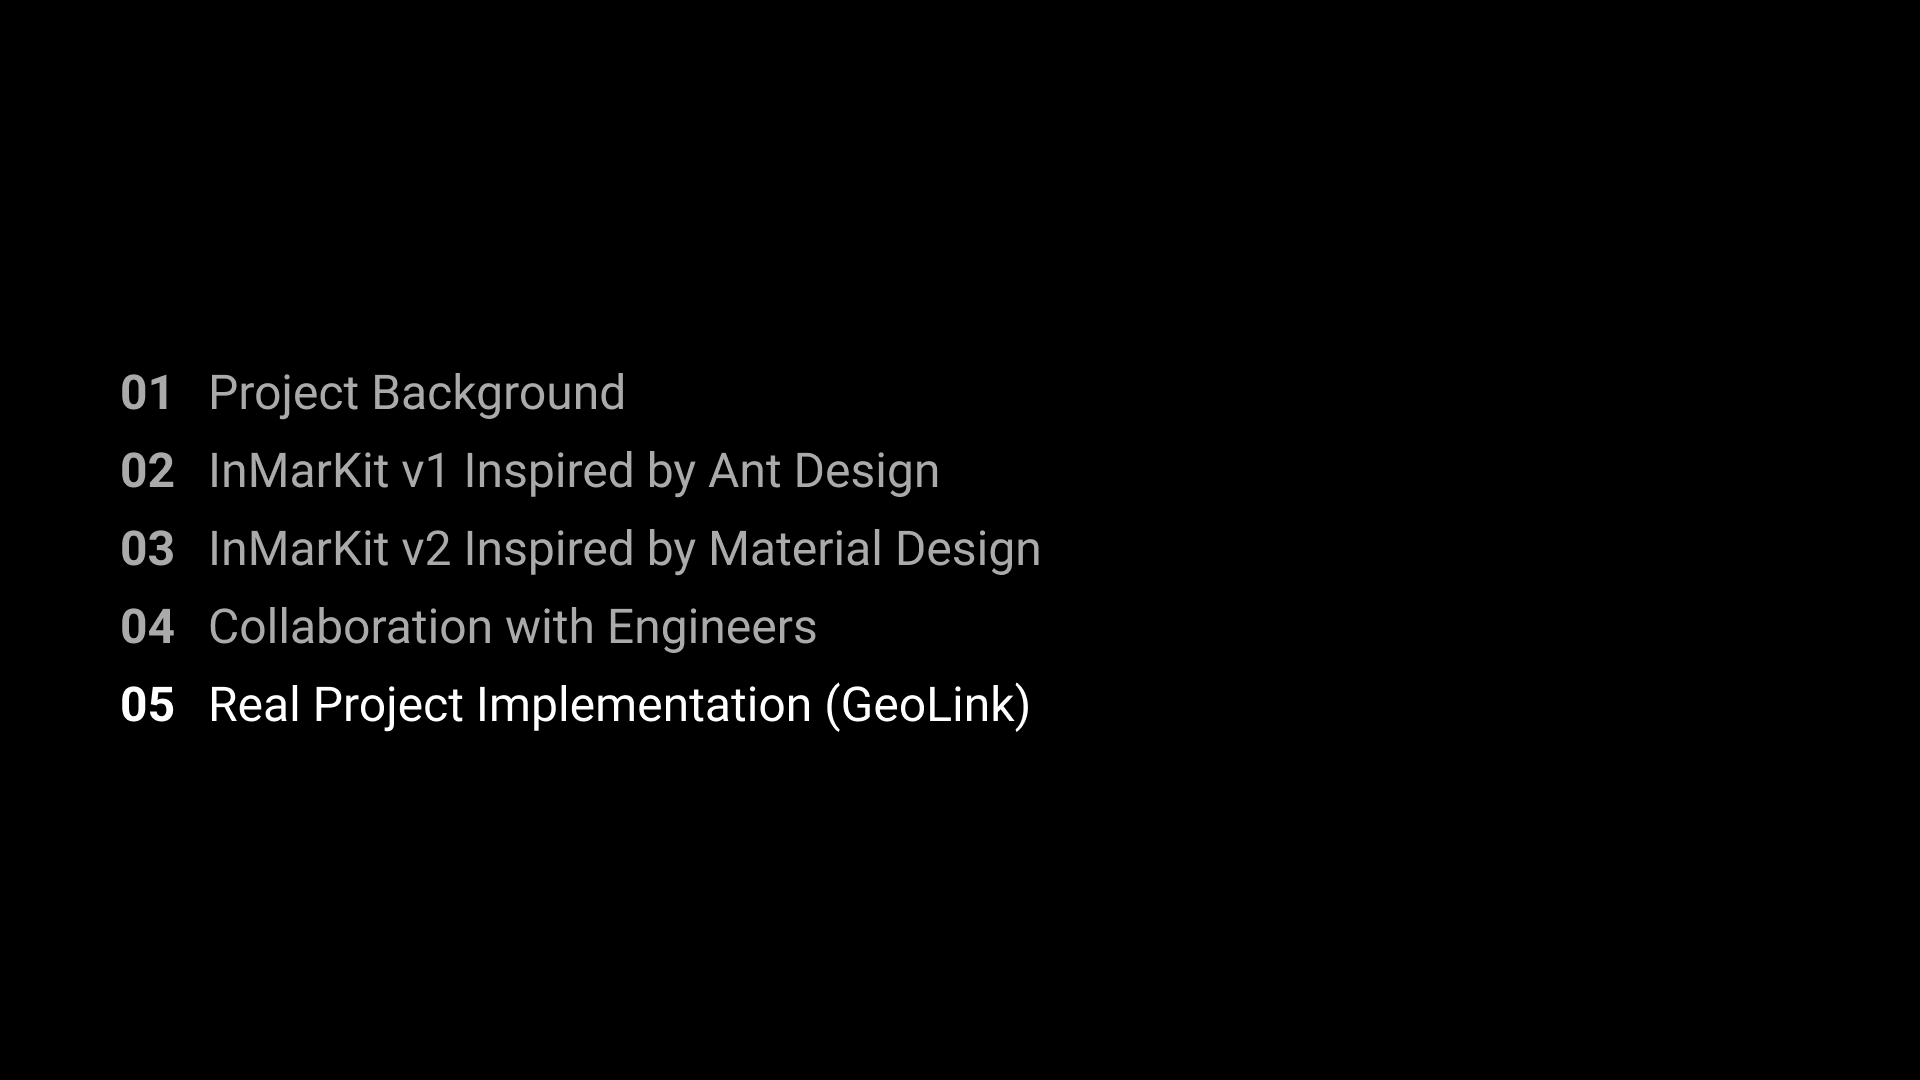 01 Project Background
02 InMarKit v1 Inspired by Ant Design
03 InMarKit v2 Inspired by Material Design
04 Collaboration with Engineers
05 Real Project Implementation (GeoLink)